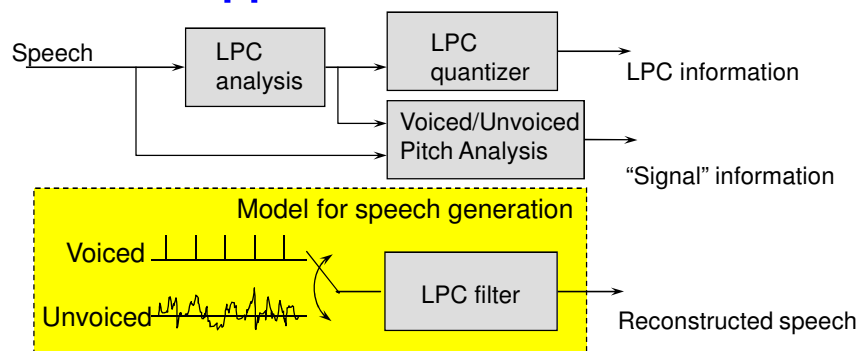 Speech
LPC
analysis
LPC
quantizer
LPC information
Voiced/Unvoiced
Pitch Analysis
“Signal” information
Model for speech generation
Voiced
Unvoiced
LPC filter
Reconstructed speech